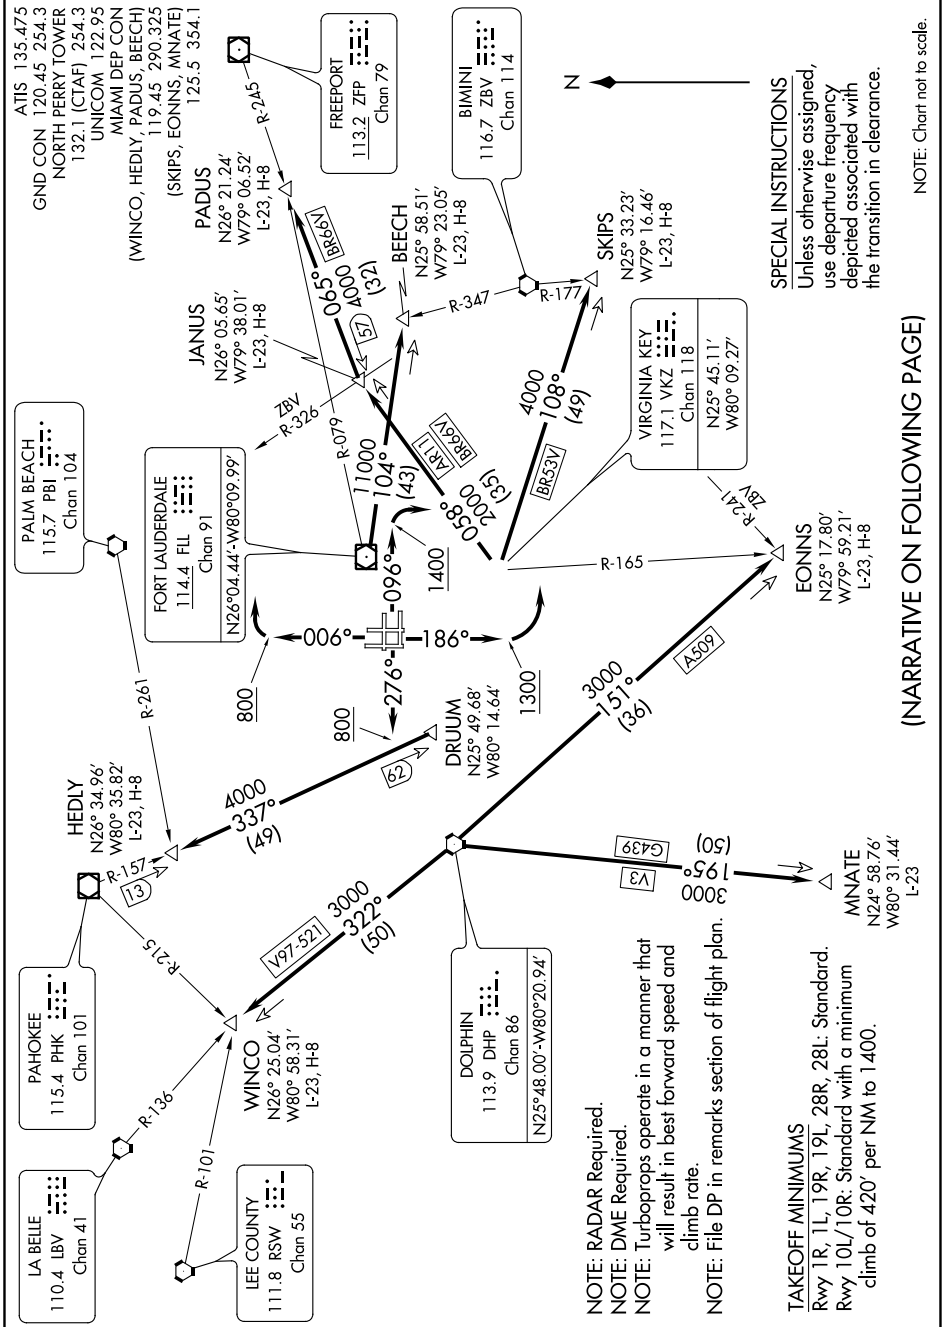 ATIS 135.475
GND CON 120.45 254.3
NORTH PERRY TOWER
132.1 (CTAF) 254.3
UNICOM 122.95
MIAMI DEP CON
(WINCO, HEDLY, PADUS, BEECH)
119.45 290.325
(SKIPS, EONNS, MNATE)
125.5 354.1
LA BELLE
110.4 LBV
Chan 41
R-136
PAHOKEE
115.4 PHK
Chan 101
R-215
R-157
13
HEDLY
N26° 34.96′
W80° 35.82′
L-23, H-8
R-261
PALM BEACH
115.7 PBI
Chan 104
FORT LAUDERDALE
114.4 FLL
Chan 91
N26°04.44′-W80°09.99′
R-079
ZBV
R-326
JANUS
N26° 05.65′
W79° 38.01′
L-23, H-8
PADUS
N26° 21.24′
W79° 06.52′
L-23, H-8
R-245
FREEPORT
113.2 ZFP
Chan 79
BR66V
065°
4000
(32)
57
BEECH
N25° 58.51′
W79° 23.05′
L-23, H-8
BIMINI
116.7 ZBV
Chan 114
R-347
R-177
SKIPS
N25° 33.23′
W79° 16.46′
L-23, H-8
N
LEE COUNTY
111.8 RSW
Chan 55
R-101
WINCO
N26° 25.04′
W80° 58.31′
L-23, H-8
V97-521
3000
322°
(50)
4000
337°
(49)
62
DRUUM
N25° 49.68′
W80° 14.64′
800
800
006°
276°
096°
186°
1400
1300
11000
104°
(43)
AR11
BR66V
058°
2000
(35)
4000
108°
(49)
BR53V
VIRGINIA KEY
117.1 VKZ
Chan 118
N25° 45.11′
W80° 09.27′
R-165
R-241
ZBV
EONNS
N25° 17.80′
W79° 59.21′
L-23, H-8
A509
3000
151°
(36)
DOLPHIN
113.9 DHP
Chan 86
N25°48.00′-W80°20.94′
V3
G439
3000
195°
(50)
MNATE
N24° 58.76′
W80° 31.44′
L-23
NOTE: RADAR Required.
NOTE: DME Required.
NOTE: Turboprops operate in a manner that
will result in best forward speed and
climb rate.
NOTE: File DP in remarks section of flight plan.
TAKEOFF MINIMUMS
Rwy 1R, 1L, 19R, 19L, 28R, 28L: Standard.
Rwy 10L/10R: Standard with a minimum
climb of 420′ per NM to 1400.
SPECIAL INSTRUCTIONS
Unless otherwise assigned,
use departure frequency
depicted associated with
the transition in clearance.
(NARRATIVE ON FOLLOWING PAGE)
NOTE: Chart not to scale.